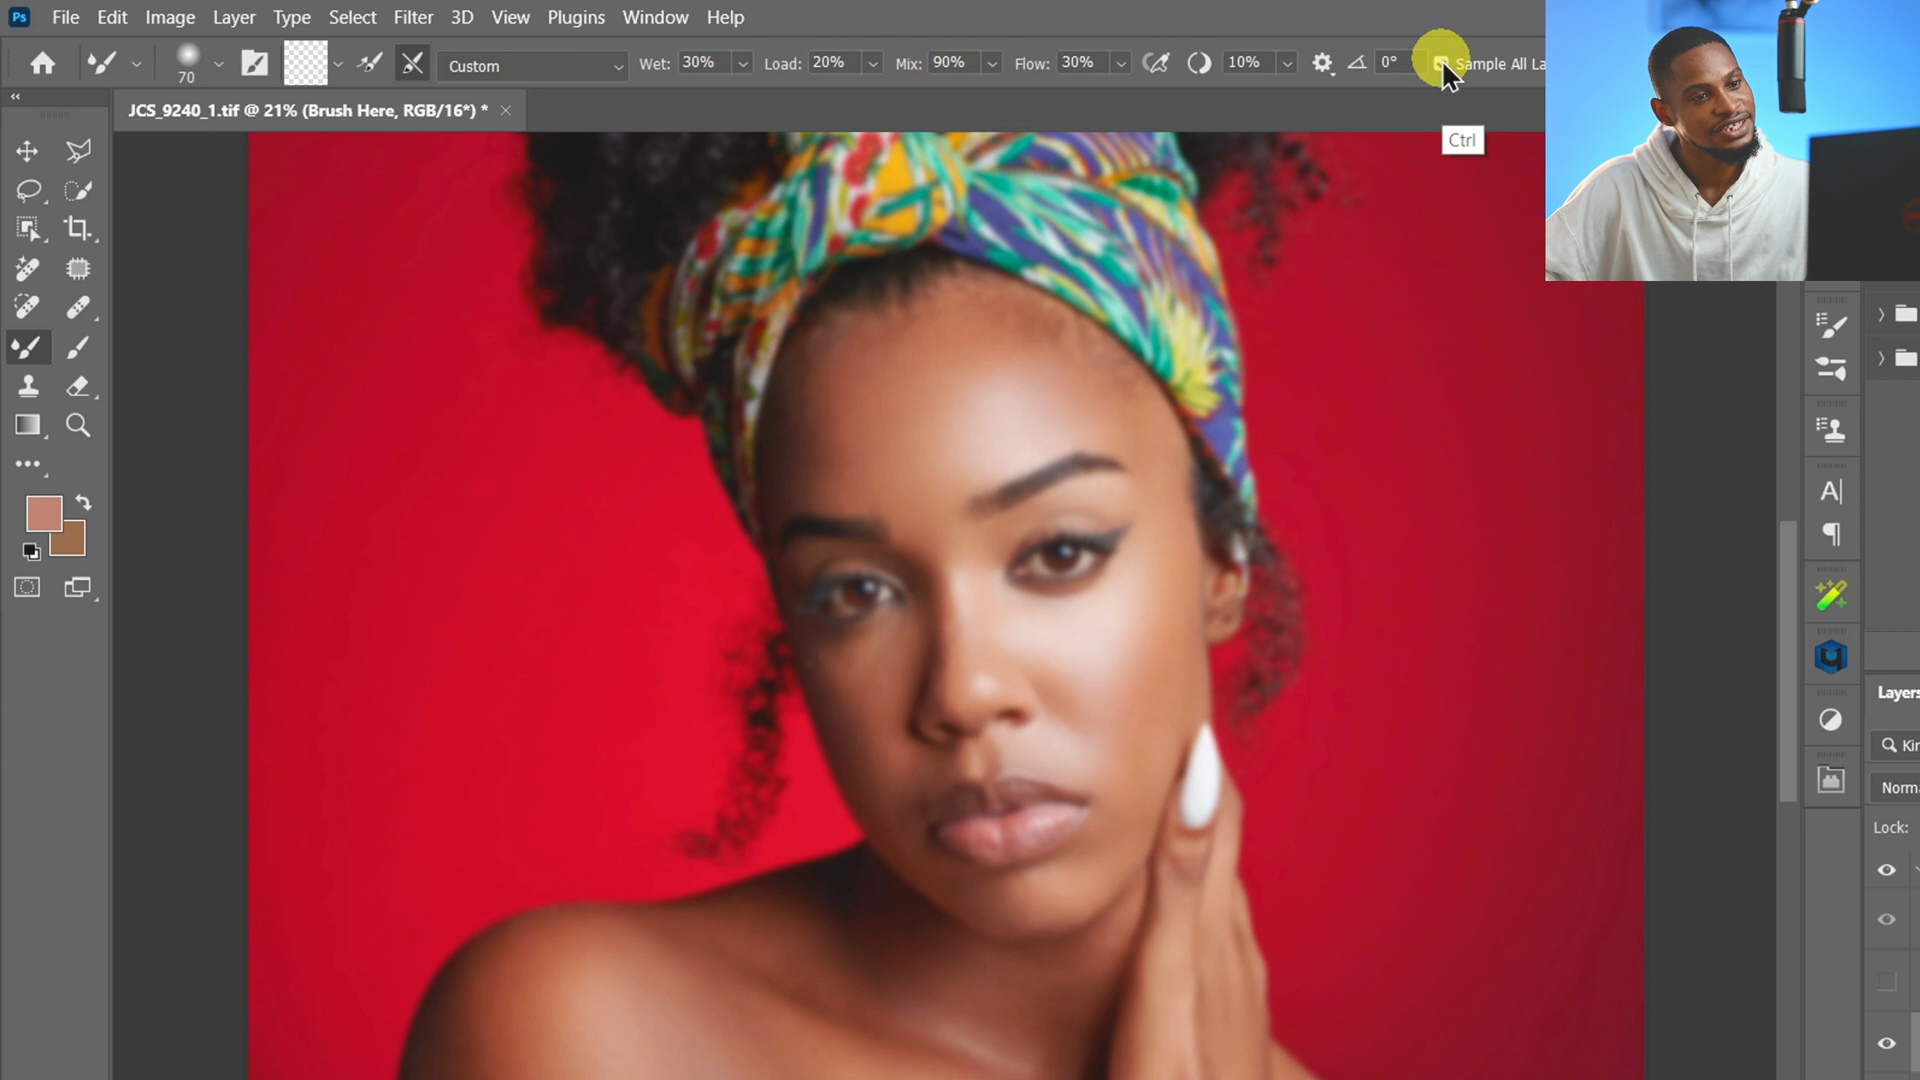 Ps File Edit Image Layer Type Select Filter 3D View Plugins Window Help
70 Custom Wet: 30% Load: 20% Mix: 90% Flow: 30% 10% 0° Sample All La
JCS_9240_1.tif @ 21% (Brush Here, RGB/16*) *
Ctrl
Layers
Kin
Norma
Lock: